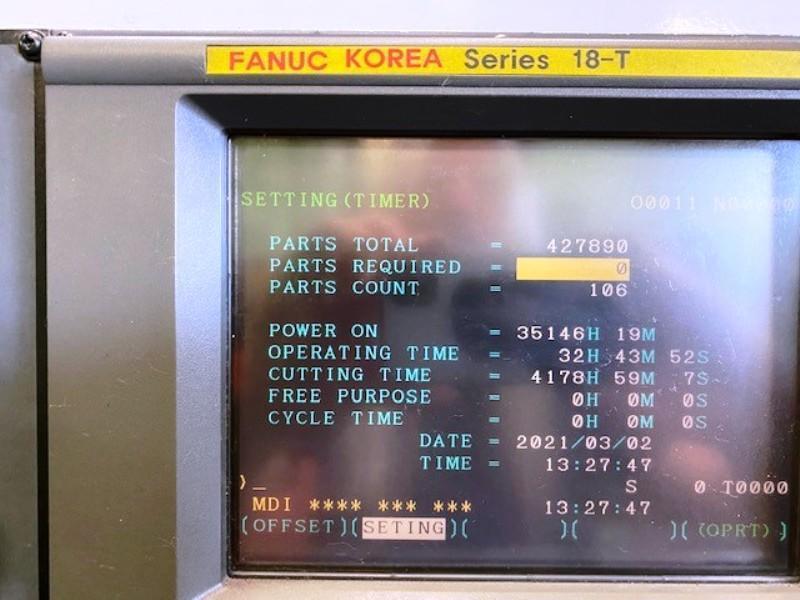 FANUC KOREA Series 18-T
SETTING(TIMER) O0011 N00000
PARTS TOTAL = 427890
PARTS REQUIRED = 0
PARTS COUNT = 106
POWER ON = 35146H 19M
OPERATING TIME = 32H 43M 52S
CUTTING TIME = 4178H 59M 7S
FREE PURPOSE = 0H 0M 0S
CYCLE TIME = 0H 0M 0S
DATE = 2021/03/02
TIME = 13:27:47
)_ S 0 T0000
MDI **** *** *** 13:27:47
(OFFSET)(SETING)( )( )( (OPRT) )